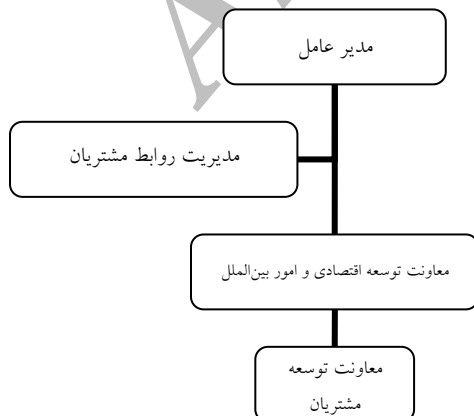 مدیر عامل
مدیریت روابط مشتریان
معاونت توسعه اقتصادی و امور بین‌الملل
معاونت توسعه
مشتریان